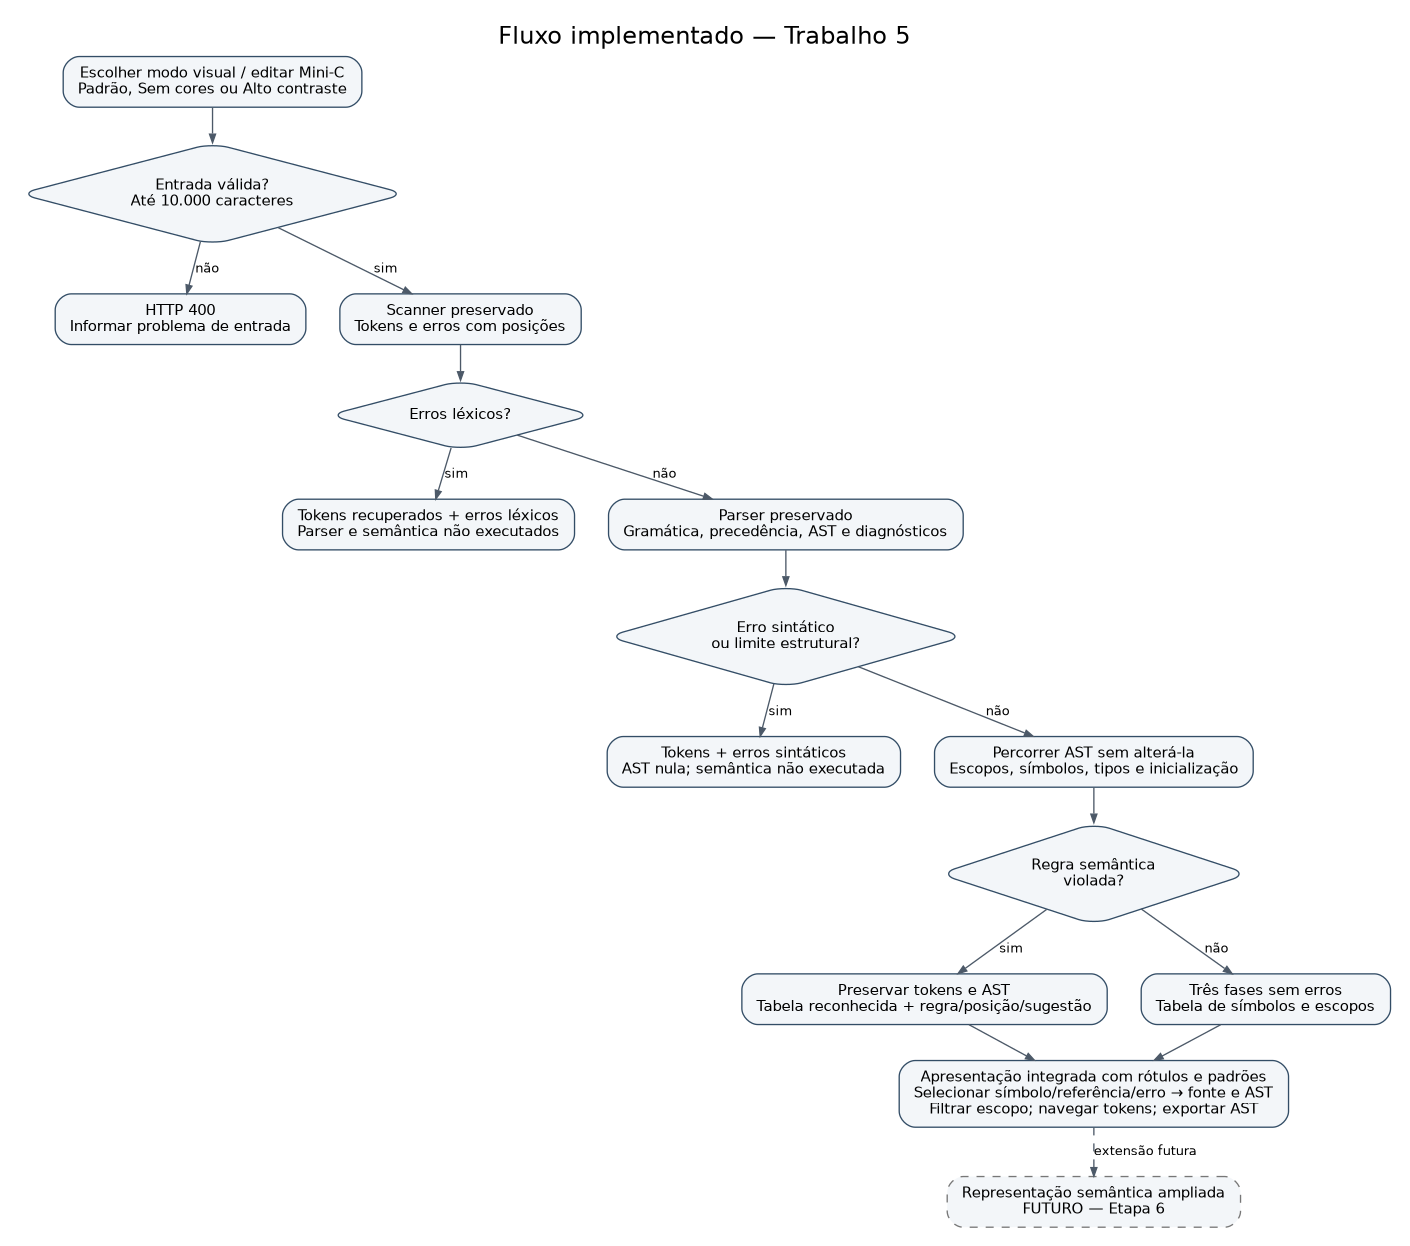 Fluxo implementado — Trabalho 5
Escolher modo visual / editar Mini-C
Padrão, Sem cores ou Alto contraste
Entrada válida?
Até 10.000 caracteres
não
sim
HTTP 400
Informar problema de entrada
Scanner preservado
Tokens e erros com posições
Erros léxicos?
sim
não
Tokens recuperados + erros léxicos
Parser e semântica não executados
Parser preservado
Gramática, precedência, AST e diagnósticos
Erro sintático
ou limite estrutural?
sim
não
Tokens + erros sintáticos
AST nula; semântica não executada
Percorrer AST sem alterá-la
Escopos, símbolos, tipos e inicialização
Regra semântica
violada?
sim
não
Preservar tokens e AST
Tabela reconhecida + regra/posição/sugestão
Três fases sem erros
Tabela de símbolos e escopos
Apresentação integrada com rótulos e padrões
Selecionar símbolo/referência/erro → fonte e AST
Filtrar escopo; navegar tokens; exportar AST
extensão futura
Representação semântica ampliada
FUTURO — Etapa 6